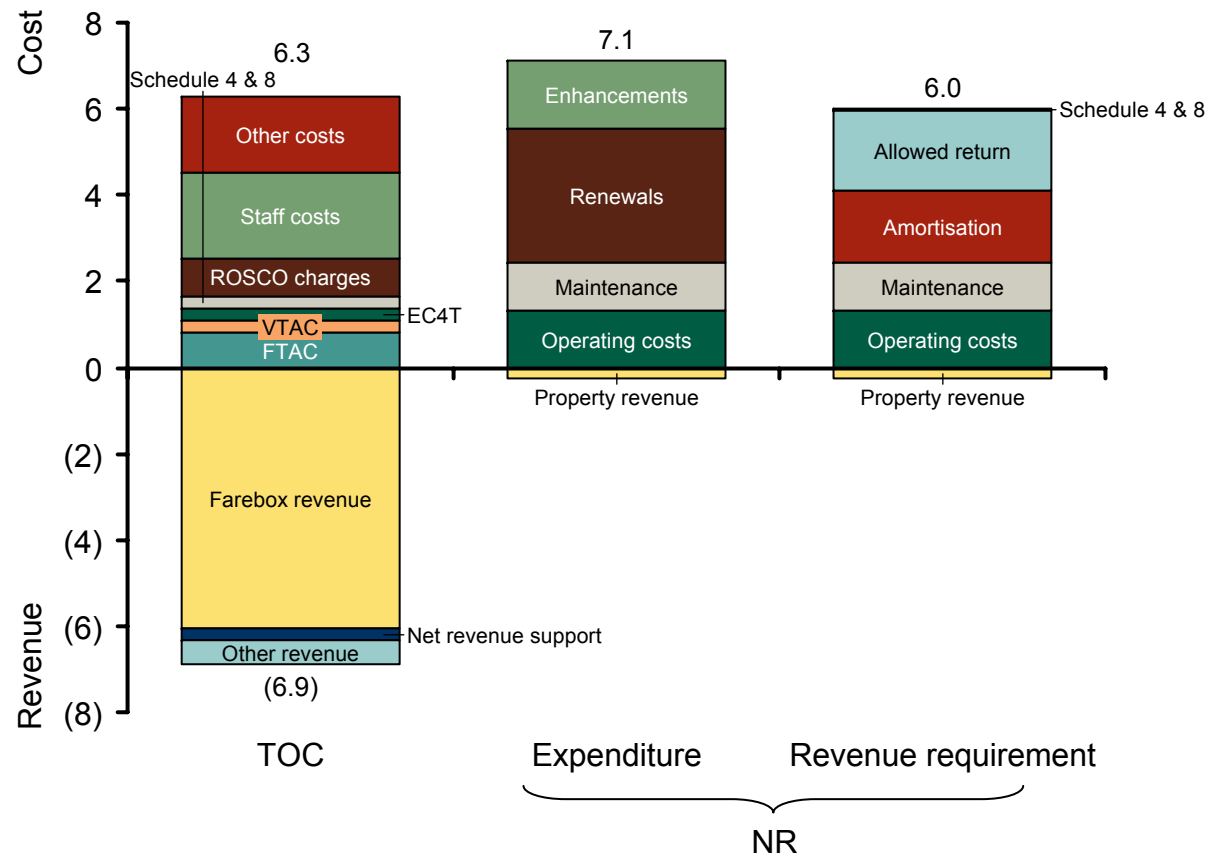 Cost
8
6
4
2
0
(2)
(4)
(6)
(8)
Revenue
6.3
Schedule 4 & 8
Other costs
Staff costs
ROSCO charges
EC4T
VTAC
FTAC
Farebox revenue
Net revenue support
Other revenue
(6.9)
7.1
Enhancements
Renewals
Maintenance
Operating costs
Property revenue
6.0
Schedule 4 & 8
Allowed return
Amortisation
Maintenance
Operating costs
Property revenue
TOC
Expenditure
Revenue requirement
NR